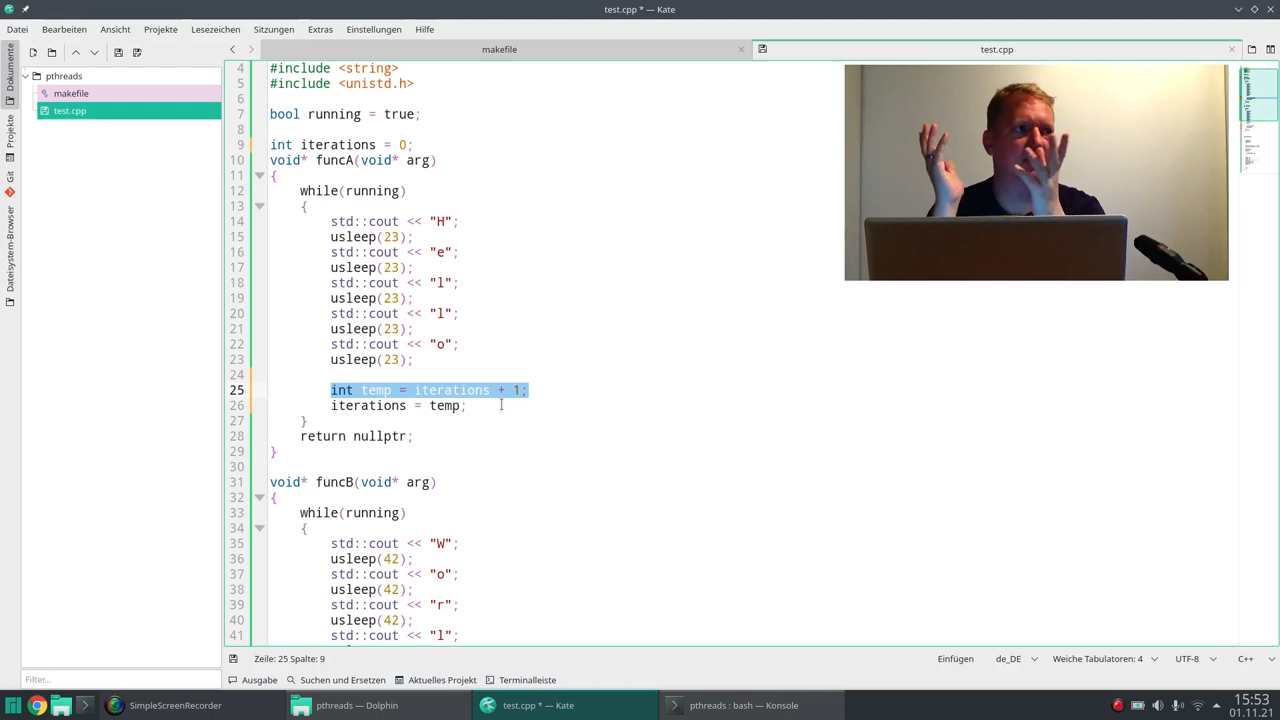 test.cpp * — Kate
Datei Bearbeiten Ansicht Projekte Lesezeichen Sitzungen Extras Einstellungen Hilfe
makefile
test.cpp
Dokumente
Projekte
Git
Dateisystem-Browser
pthreads
makefile
test.cpp
4 #include <string>
5 #include <unistd.h>
6
7 bool running = true;
8
9 int iterations = 0;
10 void* funcA(void* arg)
11 {
12 while(running)
13 {
14 std::cout << "H";
15 usleep(23);
16 std::cout << "e";
17 usleep(23);
18 std::cout << "l";
19 usleep(23);
20 std::cout << "l";
21 usleep(23);
22 std::cout << "o";
23 usleep(23);
24
25 int temp = iterations + 1;
26 iterations = temp;
27 }
28 return nullptr;
29 }
30
31 void* funcB(void* arg)
32 {
33 while(running)
34 {
35 std::cout << "W";
36 usleep(42);
37 std::cout << "o";
38 usleep(42);
39 std::cout << "r";
40 usleep(42);
41 std::cout << "l";
Zeile: 25 Spalte: 9
Einfügen de_DE Weiche Tabulatoren: 4 UTF-8 C++
Filter...
Ausgabe Suchen und Ersetzen Aktuelles Projekt Terminalleiste
SimpleScreenRecorder
pthreads — Dolphin
test.cpp * — Kate
pthreads : bash — Konsole
15:53
01.11.21